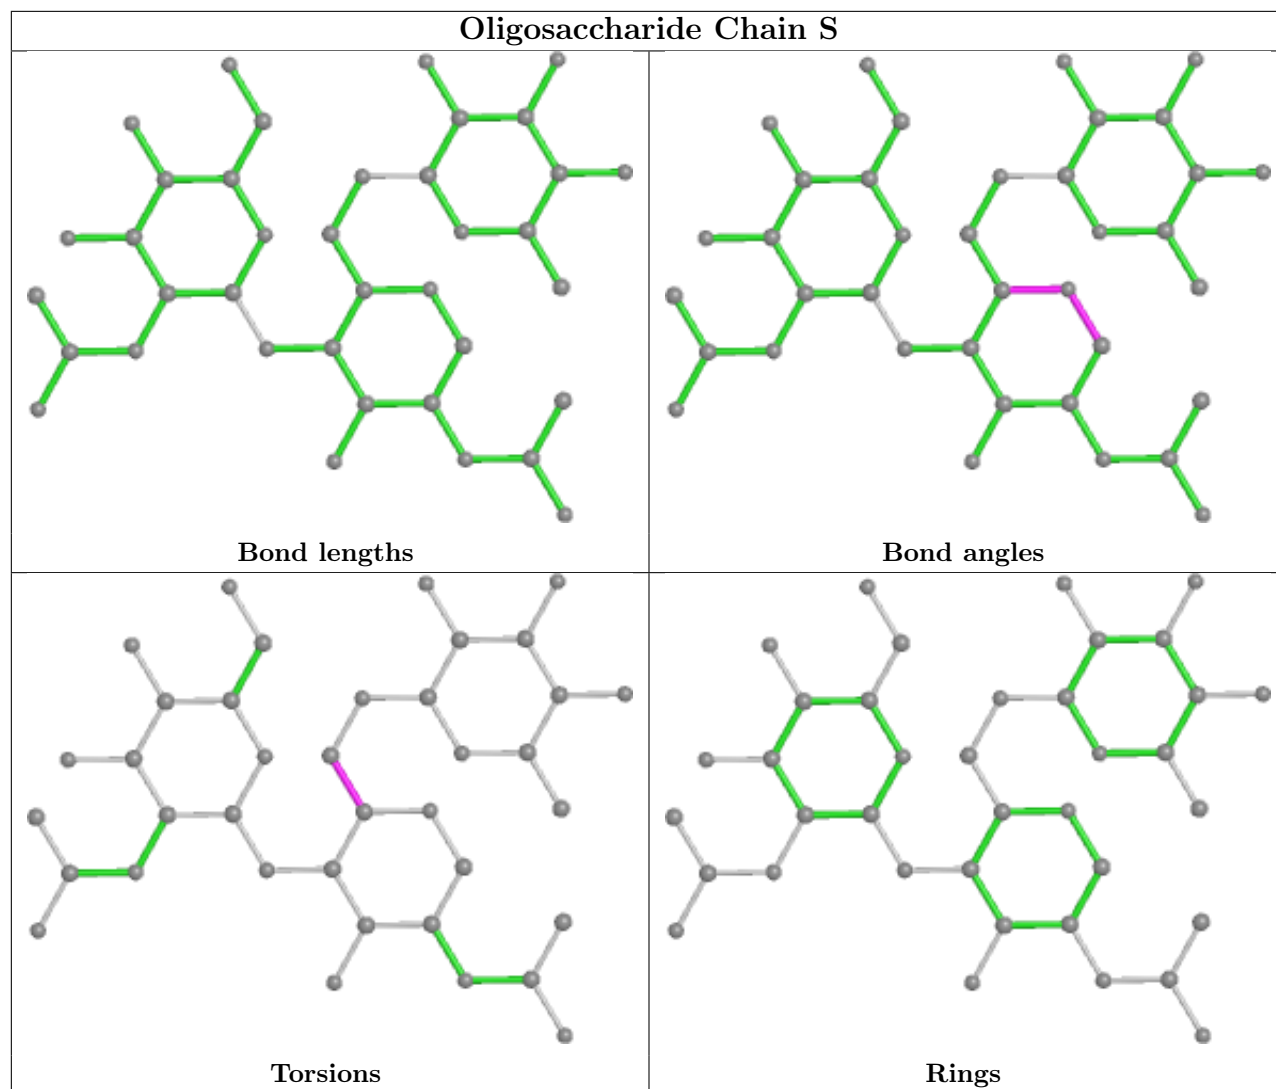 Oligosaccharide Chain S
Bond lengths
Bond angles
Torsions
Rings